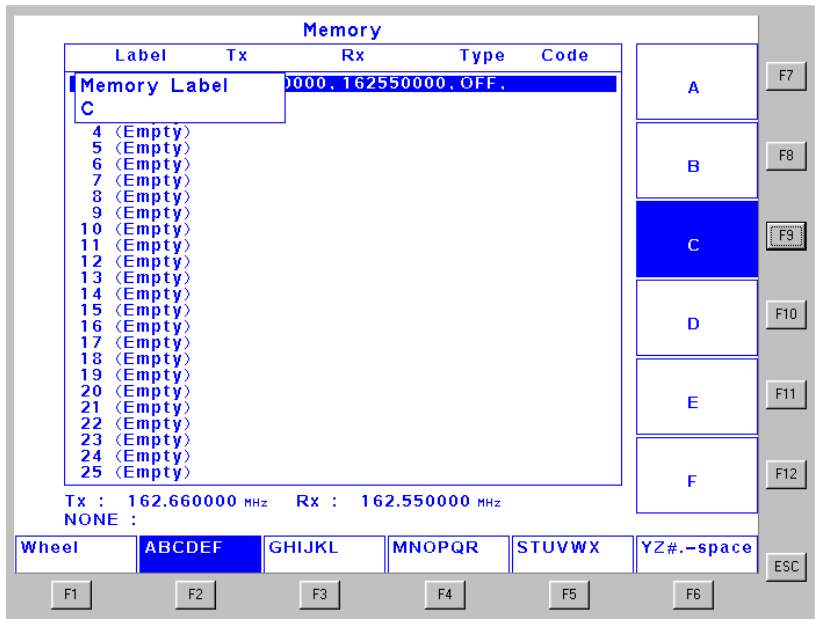 Memory
Label Tx Rx Type Code
0000, 162550000, OFF,
Memory Label
C
4 (Empty)
5 (Empty)
6 (Empty)
7 (Empty)
8 (Empty)
9 (Empty)
10 (Empty)
11 (Empty)
12 (Empty)
13 (Empty)
14 (Empty)
15 (Empty)
16 (Empty)
17 (Empty)
18 (Empty)
19 (Empty)
20 (Empty)
21 (Empty)
22 (Empty)
23 (Empty)
24 (Empty)
25 (Empty)
Tx : 162.660000 MHz Rx : 162.550000 MHz
NONE :
A
B
C
D
E
F
F7
F8
F9
F10
F11
F12
ESC
Wheel ABCDEF GHIJKL MNOPQR STUVWX YZ#.–space
F1 F2 F3 F4 F5 F6